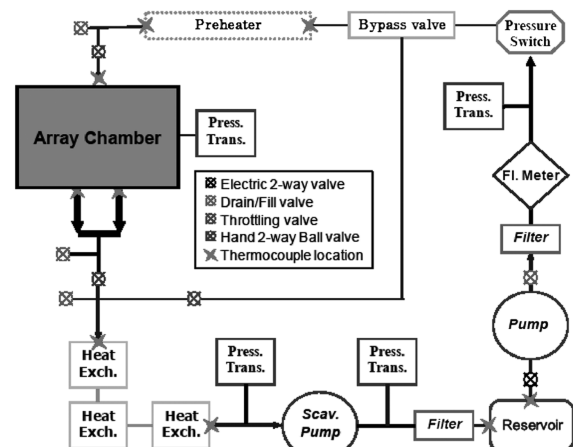 Preheater
Bypass valve
Pressure
Switch
Array Chamber
Press.
Trans.
Press.
Trans.
Electric 2-way valve
Drain/Fill valve
Throttling valve
Hand 2-way Ball valve
Thermocouple location
Fl. Meter
Filter
Pump
Heat
Exch.
Press.
Trans.
Press.
Trans.
Heat
Exch.
Heat
Exch.
Scav.
Pump
Filter
Reservoir